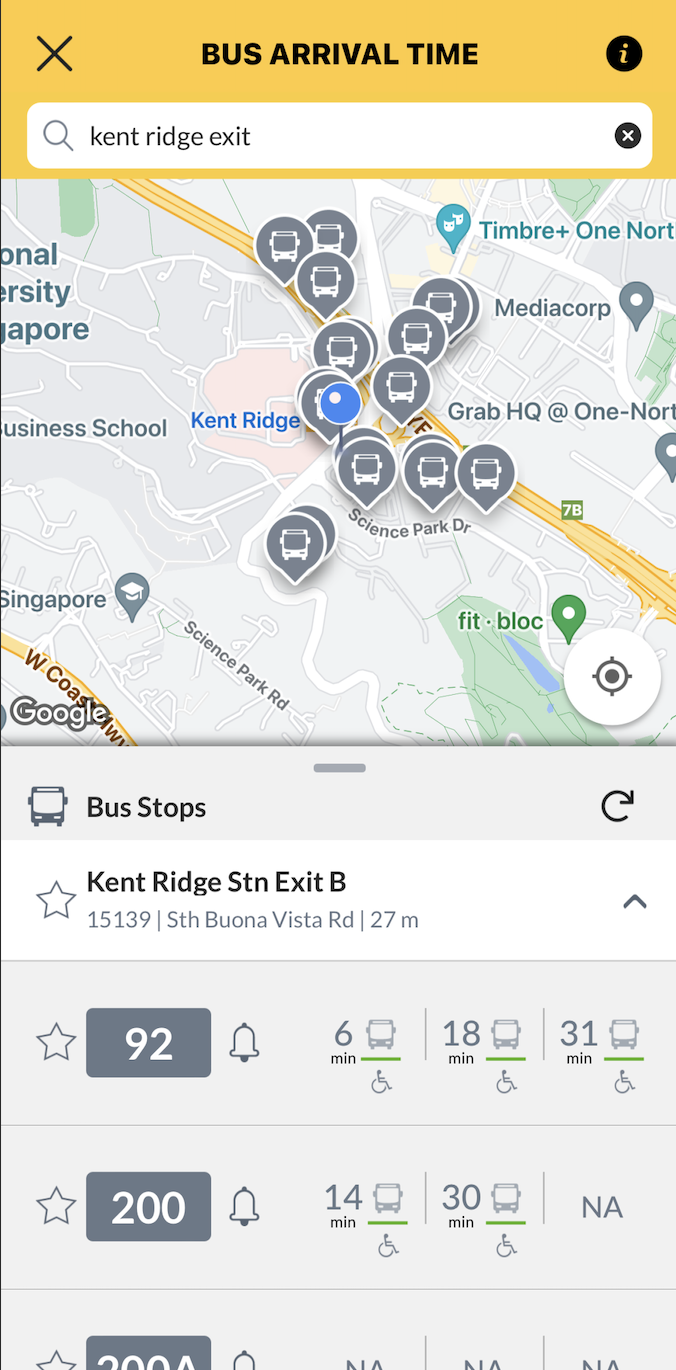 BUS ARRIVAL TIME
i
kent ridge exit
Timbre+ One Nort
onal
ersity
gapore
Mediacorp
Kent Ridge
usiness School
Grab HQ @ One-Nort
7B
Science Park Dr
Singapore
fit·bloc
Science Park Rd
W Coast Hwy
Google
Bus Stops
Kent Ridge Stn Exit B
15139 | Sth Buona Vista Rd | 27 m
92
6 min
18 min
31 min
200
14 min
30 min
NA
200A
NA
NA
NA